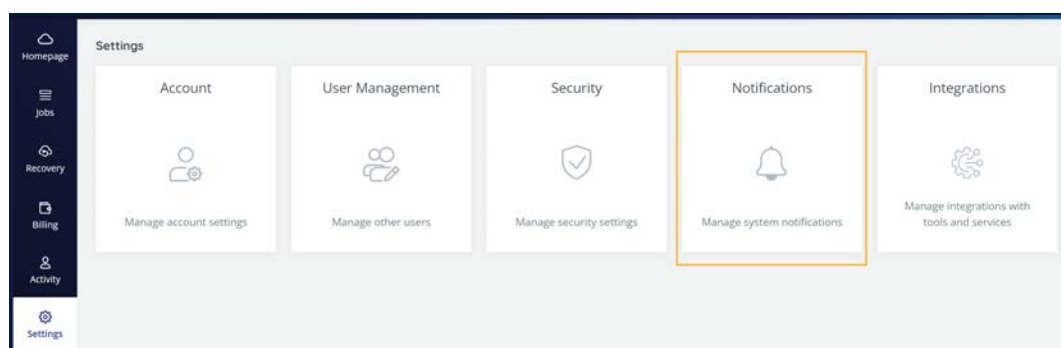 Homepage
Jobs
Recovery
Billing
Activity
Settings
Settings
Account
Manage account settings
User Management
Manage other users
Security
Manage security settings
Notifications
Manage system notifications
Integrations
Manage integrations with
tools and services